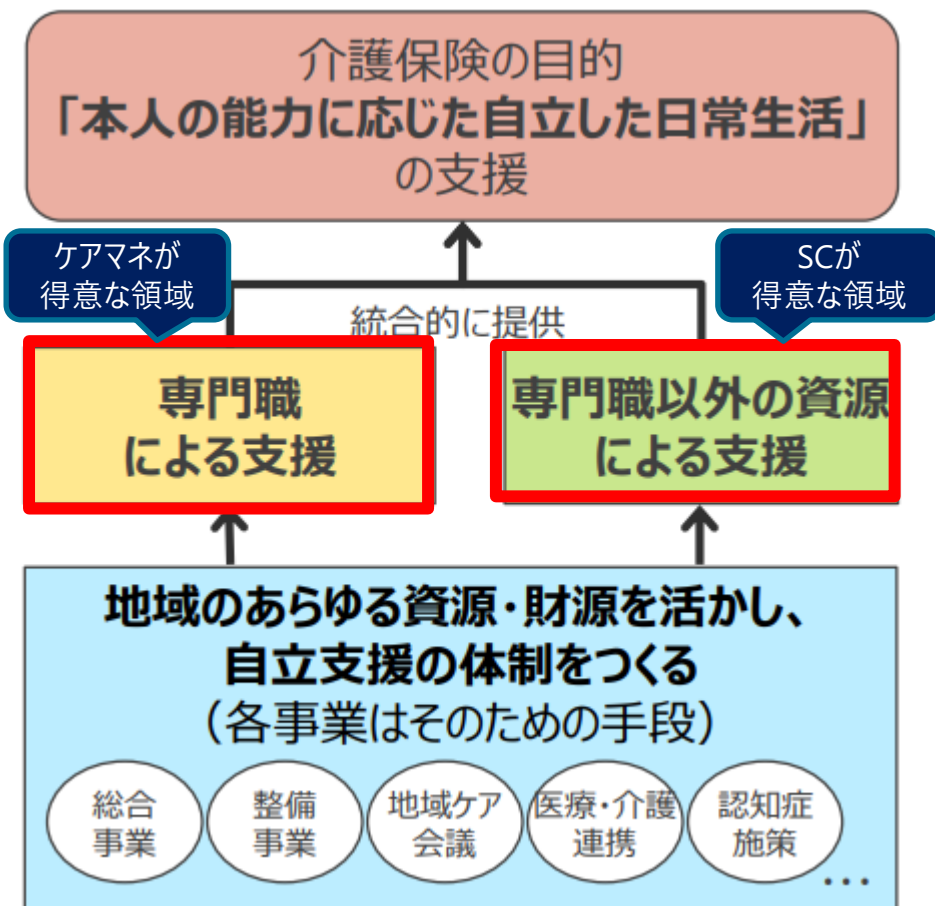 介護保険の目的
「本人の能力に応じた自立した日常生活」
の支援
ケアマネが
得意な領域
SCが
得意な領域
統合的に提供
専門職
による支援
専門職以外の資源
による支援
地域のあらゆる資源・財源を活かし、
自立支援の体制をつくる
（各事業はそのための手段）
総合
事業
整備
事業
地域ケア
会議
医療・介護
連携
認知症
施策
…